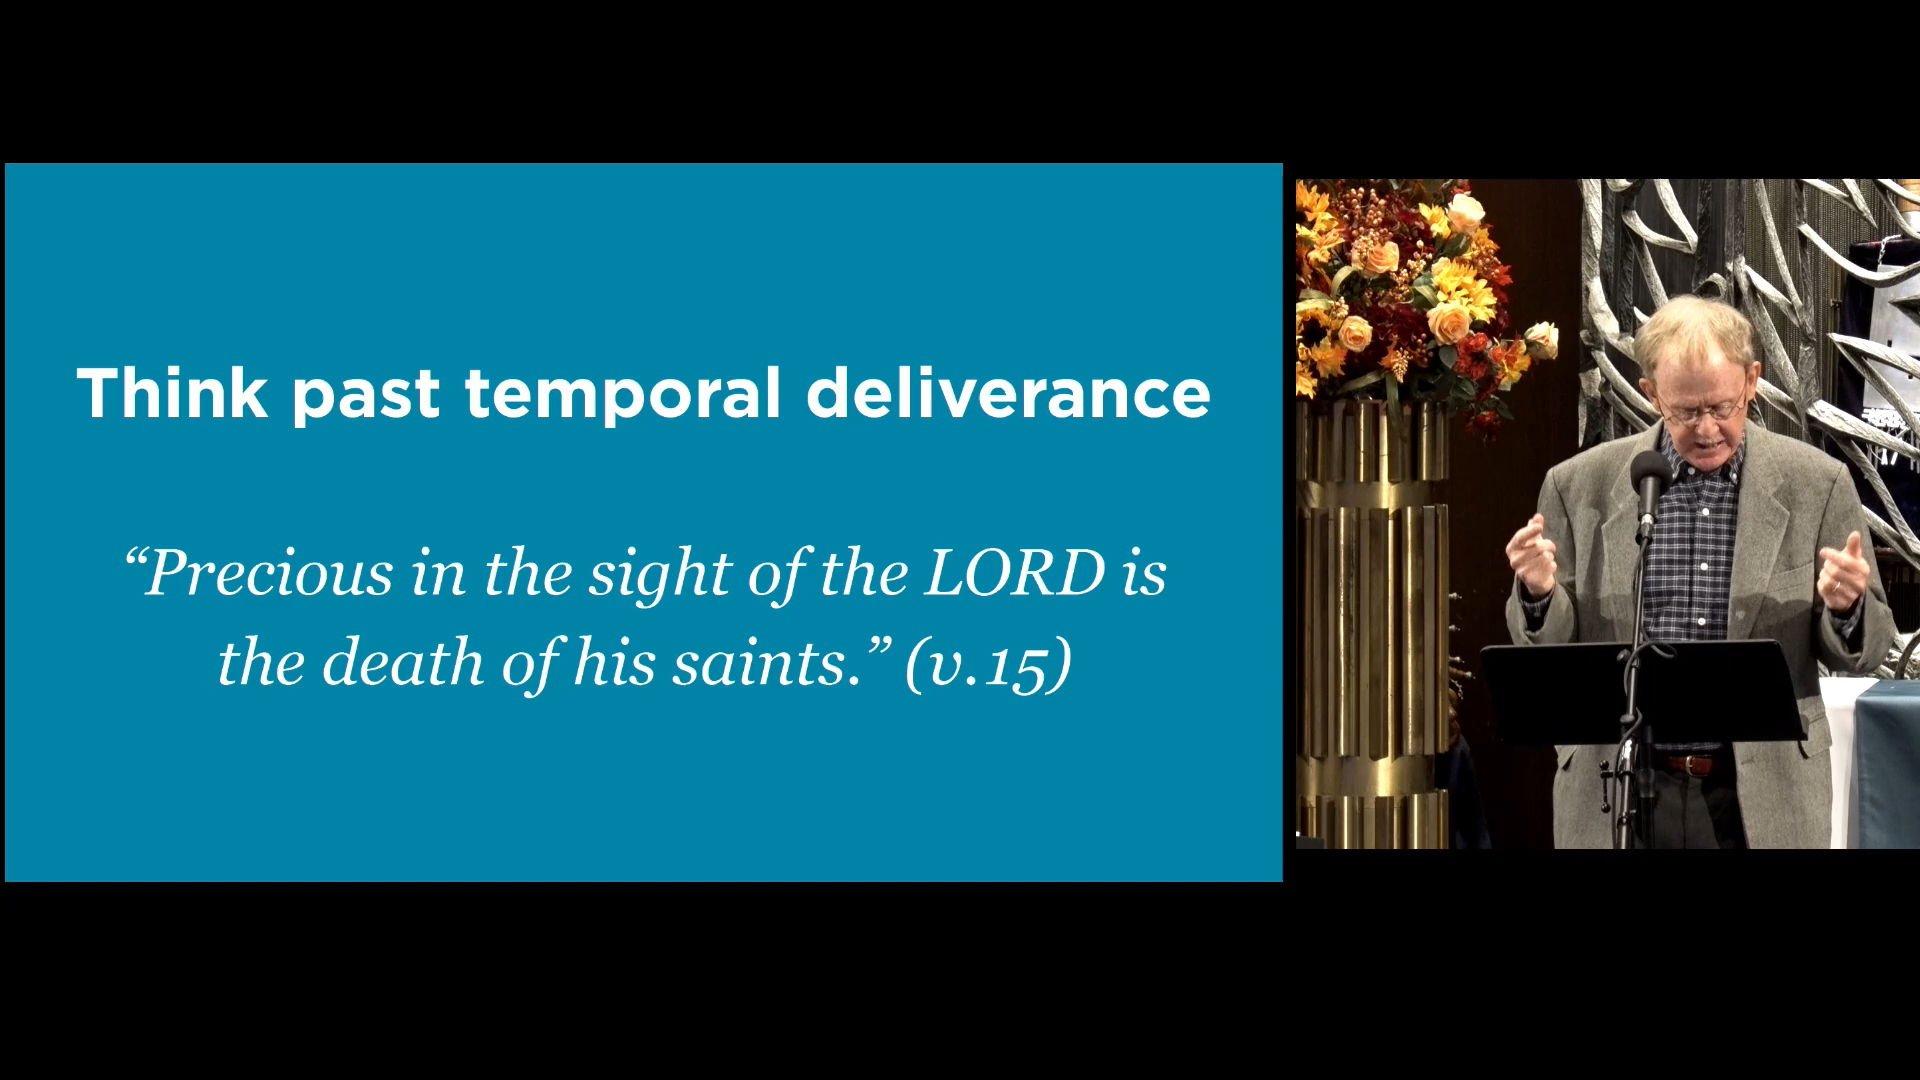 Think past temporal deliverance
“Precious in the sight of the LORD is
the death of his saints.” (v.15)